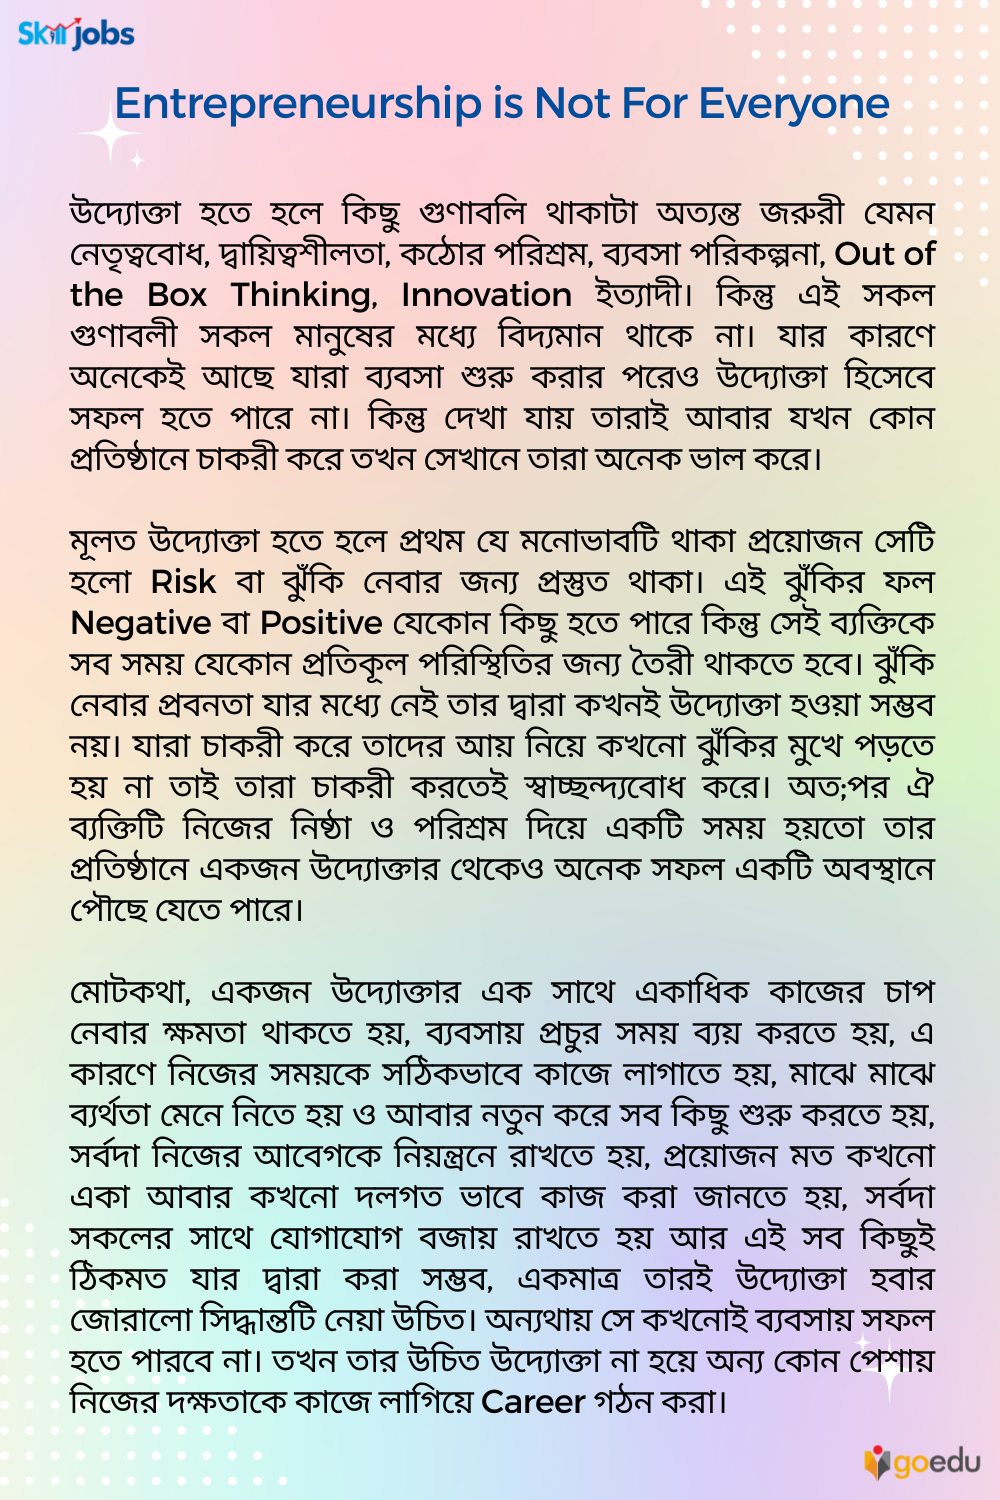 Skill jobs
Entrepreneurship is Not For Everyone
উদ্যোক্তা হতে হলে কিছু গুণাবলি থাকাটা অত্যন্ত জরুরী যেমন
নেতৃত্ববোধ, দ্বায়িত্বশীলতা, কঠোর পরিশ্রম, ব্যবসা পরিকল্পনা, Out of
the Box Thinking, Innovation ইত্যাদী। কিন্তু এই সকল
গুণাবলী সকল মানুষের মধ্যে বিদ্যমান থাকে না। যার কারণে
অনেকেই আছে যারা ব্যবসা শুরু করার পরেও উদ্যোক্তা হিসেবে
সফল হতে পারে না। কিন্তু দেখা যায় তারাই আবার যখন কোন
প্রতিষ্ঠানে চাকরী করে তখন সেখানে তারা অনেক ভাল করে।
মূলত উদ্যোক্তা হতে হলে প্রথম যে মনোভাবটি থাকা প্রয়োজন সেটি
হলো Risk বা ঝুঁকি নেবার জন্য প্রস্তুত থাকা। এই ঝুঁকির ফল
Negative বা Positive যেকোন কিছু হতে পারে কিন্তু সেই ব্যক্তিকে
সব সময় যেকোন প্রতিকূল পরিস্থিতির জন্য তৈরী থাকতে হবে। ঝুঁকি
নেবার প্রবনতা যার মধ্যে নেই তার দ্বারা কখনই উদ্যোক্তা হওয়া সম্ভব
নয়। যারা চাকরী করে তাদের আয় নিয়ে কখনো ঝুঁকির মুখে পড়তে
হয় না তাই তারা চাকরী করতেই স্বাচ্ছন্দ্যবোধ করে। অত;পর ঐ
ব্যক্তিটি নিজের নিষ্ঠা ও পরিশ্রম দিয়ে একটি সময় হয়তো তার
প্রতিষ্ঠানে একজন উদ্যোক্তার থেকেও অনেক সফল একটি অবস্থানে
পৌছে যেতে পারে।
মোটকথা, একজন উদ্যোক্তার এক সাথে একাধিক কাজের চাপ
নেবার ক্ষমতা থাকতে হয়, ব্যবসায় প্রচুর সময় ব্যয় করতে হয়, এ
কারণে নিজের সময়কে সঠিকভাবে কাজে লাগাতে হয়, মাঝে মাঝে
ব্যর্থতা মেনে নিতে হয় ও আবার নতুন করে সব কিছু শুরু করতে হয়,
সর্বদা নিজের আবেগকে নিয়ন্ত্রনে রাখতে হয়, প্রয়োজন মত কখনো
একা আবার কখনো দলগত ভাবে কাজ করা জানতে হয়, সর্বদা
সকলের সাথে যোগাযোগ বজায় রাখতে হয় আর এই সব কিছুই
ঠিকমত যার দ্বারা করা সম্ভব, একমাত্র তারই উদ্যোক্তা হবার
জোরালো সিদ্ধান্তটি নেয়া উচিত। অন্যথায় সে কখনোই ব্যবসায় সফল
হতে পারবে না। তখন তার উচিত উদ্যোক্তা না হয়ে অন্য কোন পেশায়
নিজের দক্ষতাকে কাজে লাগিয়ে Career গঠন করা।
goedu